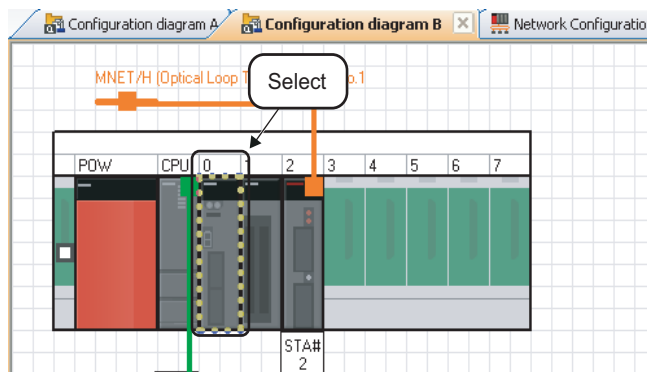 Configuration diagram A
Configuration diagram B
Network Configuratio
MNET/H (Optical Loop T
p.1
Select
POW CPU 0 1 2 3 4 5 6 7
STA#
2